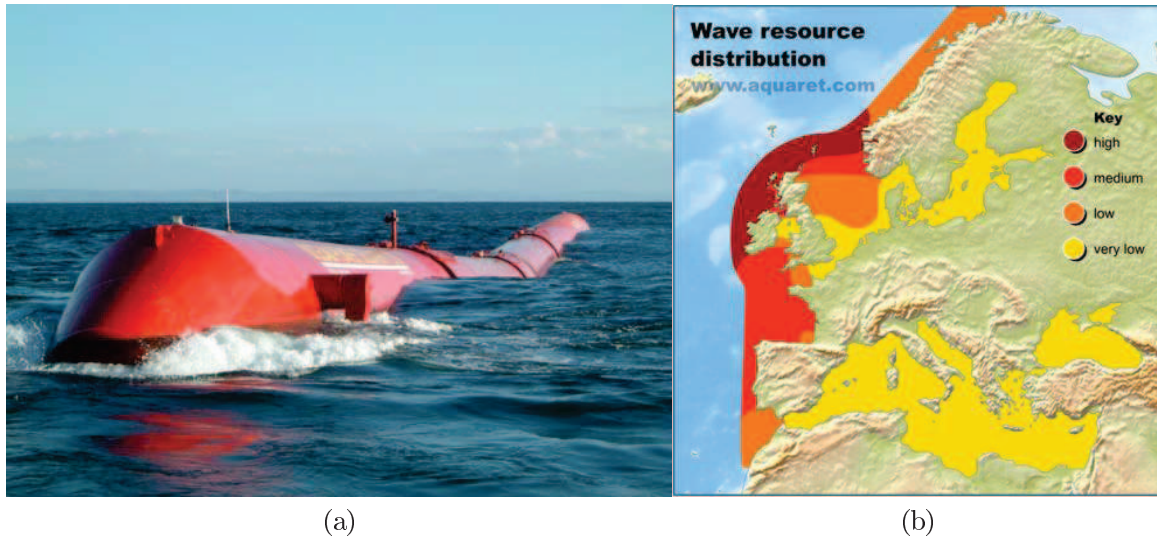 Wave resource
distribution
www.aquaret.com
Key
high
medium
low
very low
(a)
(b)